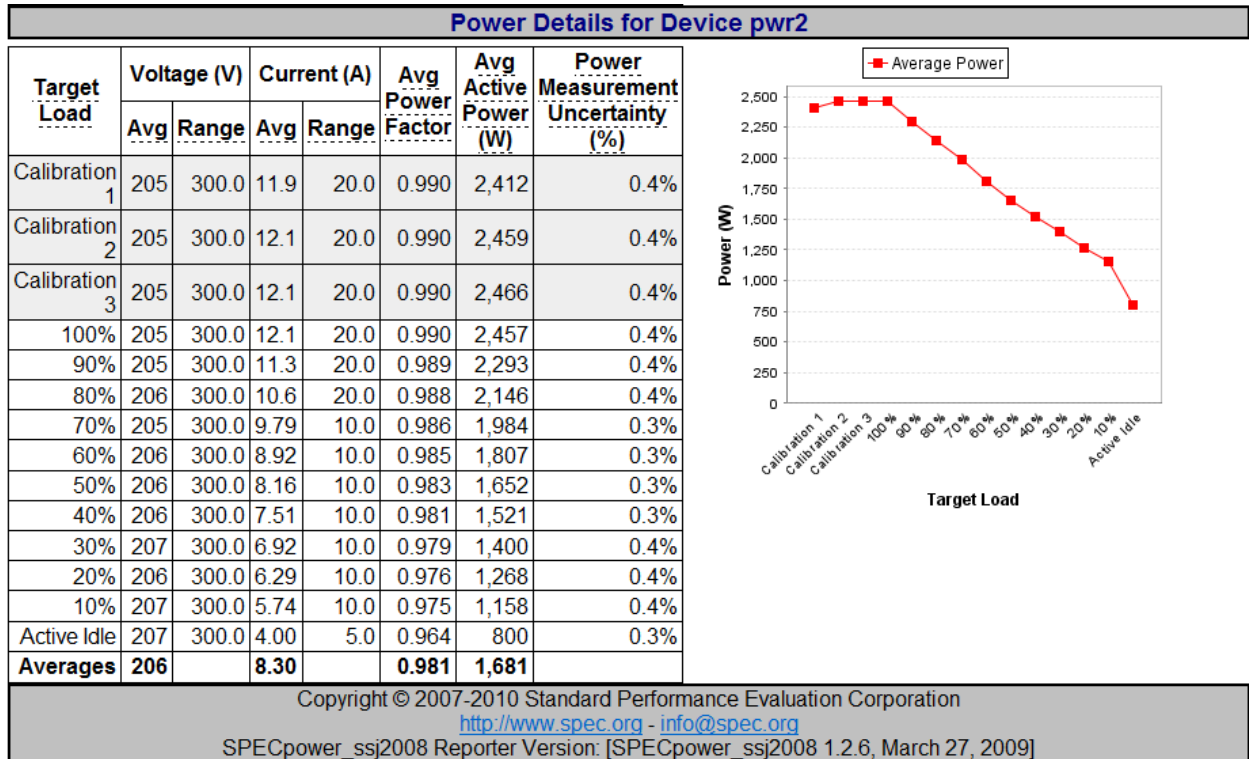 Power Details for Device pwr2
Target Load Voltage (V) Current (A) Avg Power Factor Avg Active Power (W) Power Measurement Uncertainty (%)
Avg Range Avg Range
Calibration 1 205 300.0 11.9 20.0 0.990 2,412 0.4%
Calibration 2 205 300.0 12.1 20.0 0.990 2,459 0.4%
Calibration 3 205 300.0 12.1 20.0 0.990 2,466 0.4%
100% 205 300.0 12.1 20.0 0.990 2,457 0.4%
90% 205 300.0 11.3 20.0 0.989 2,293 0.4%
80% 206 300.0 10.6 20.0 0.988 2,146 0.4%
70% 205 300.0 9.79 10.0 0.986 1,984 0.3%
60% 206 300.0 8.92 10.0 0.985 1,807 0.3%
50% 206 300.0 8.16 10.0 0.983 1,652 0.3%
40% 206 300.0 7.51 10.0 0.981 1,521 0.3%
30% 207 300.0 6.92 10.0 0.979 1,400 0.4%
20% 206 300.0 6.29 10.0 0.976 1,268 0.4%
10% 207 300.0 5.74 10.0 0.975 1,158 0.4%
Active Idle 207 300.0 4.00 5.0 0.964 800 0.3%
Averages 206 8.30 0.981 1,681
Average Power
Power (W)
2,500
2,250
2,000
1,750
1,500
1,250
1,000
750
500
250
0
Calibration 1 Calibration 2 Calibration 3 100% 90% 80% 70% 60% 50% 40% 30% 20% 10% Active Idle
Target Load
Copyright © 2007-2010 Standard Performance Evaluation Corporation
http://www.spec.org - info@spec.org
SPECpower_ssj2008 Reporter Version: [SPECpower_ssj2008 1.2.6, March 27, 2009]